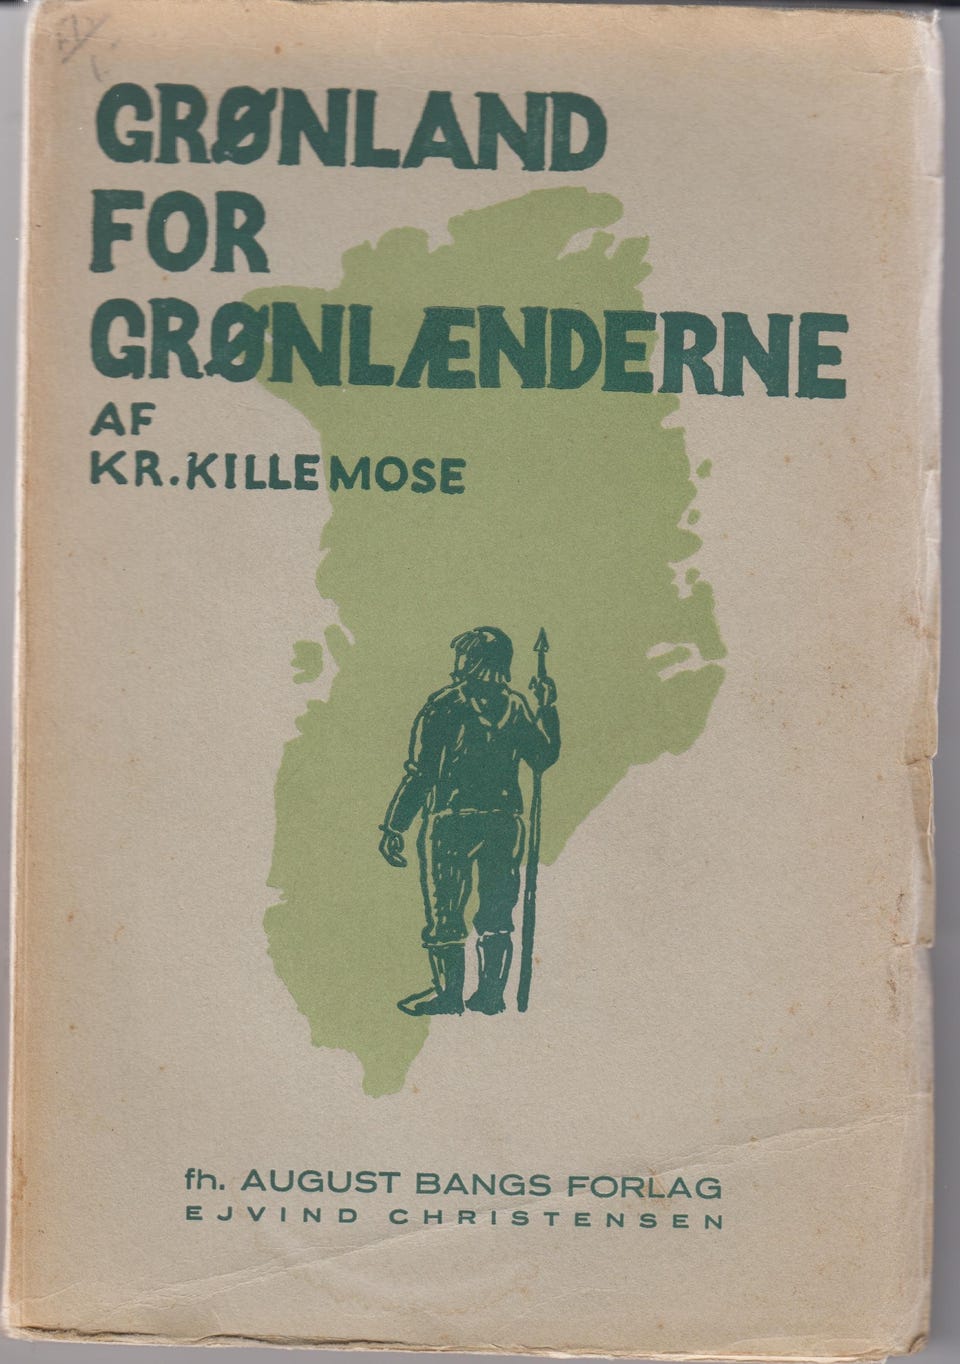 GRØNLAND
FOR
GRØNLÆNDERNE
AF
KR. KILLEMOSE
fh. AUGUST BANGS FORLAG
EJVIND CHRISTENSEN